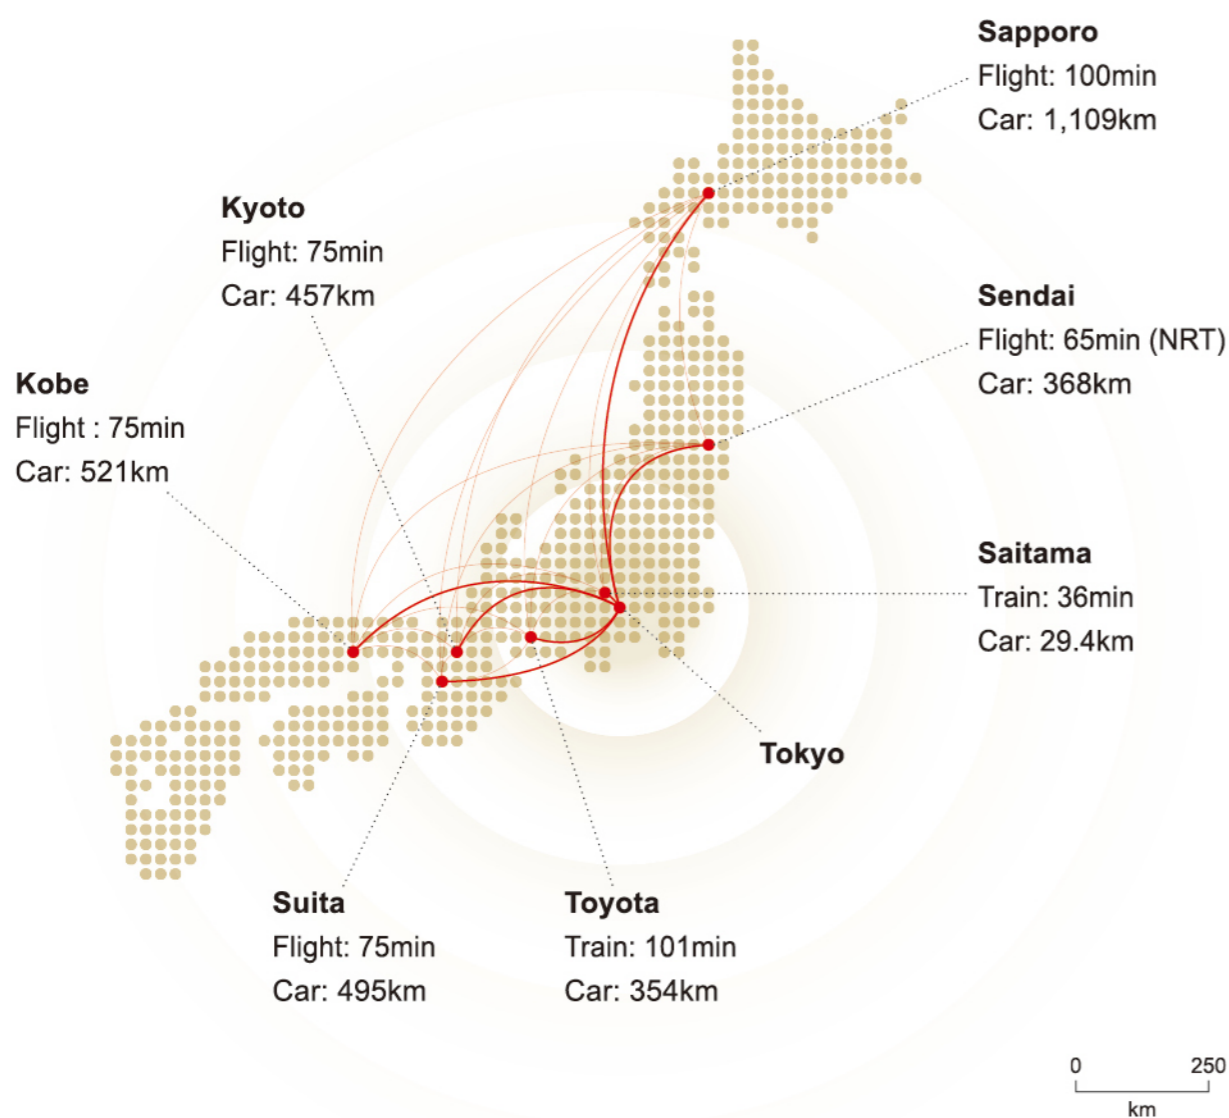 Sapporo
Flight: 100min
Car: 1,109km
Kyoto
Flight: 75min
Car: 457km
Sendai
Flight: 65min (NRT)
Car: 368km
Kobe
Flight : 75min
Car: 521km
Saitama
Train: 36min
Car: 29.4km
Tokyo
Suita
Flight: 75min
Car: 495km
Toyota
Train: 101min
Car: 354km
0 250
km